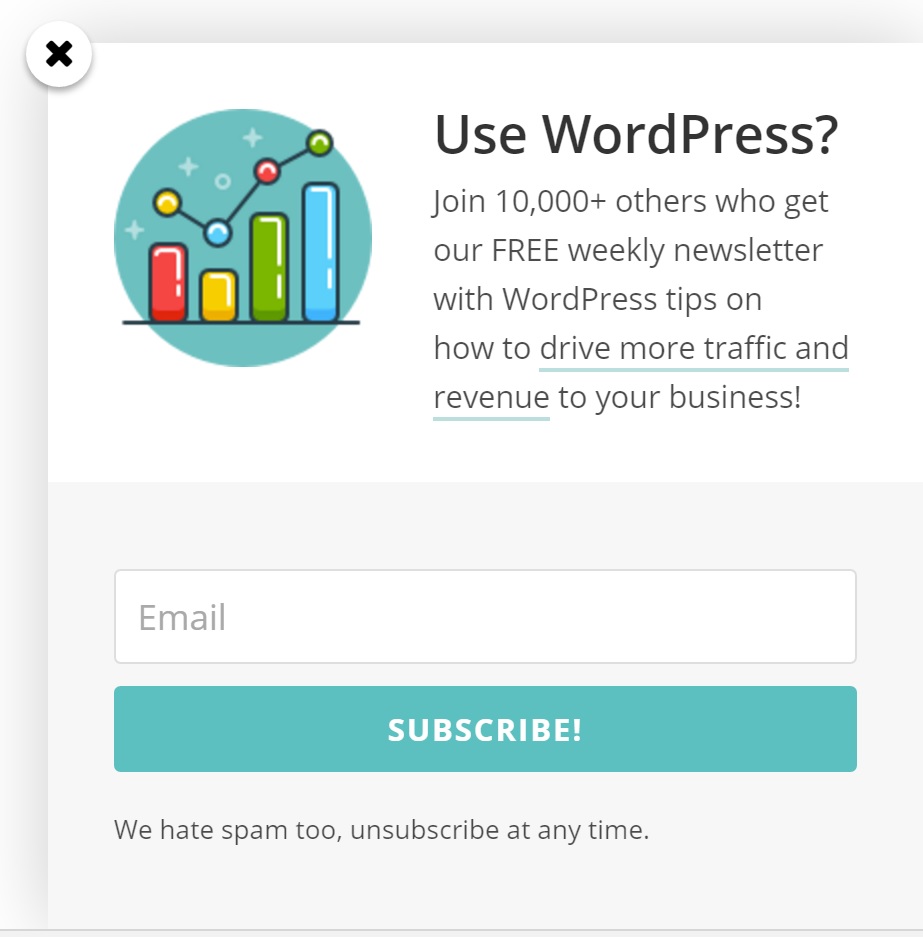 Use WordPress?
Join 10,000+ others who get
our FREE weekly newsletter
with WordPress tips on
how to drive more traffic and
revenue to your business!
Email
SUBSCRIBE!
We hate spam too, unsubscribe at any time.